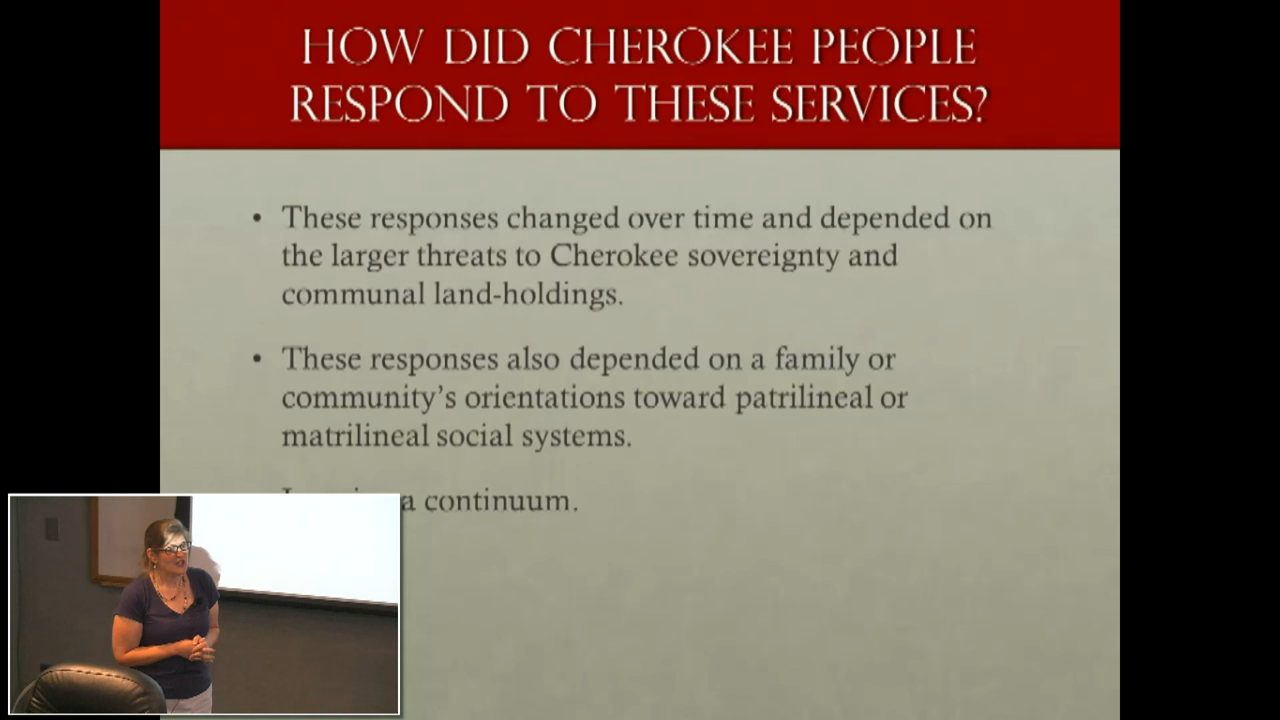 HOW DID CHEROKEE PEOPLE
RESPOND TO THESE SERVICES?
• These responses changed over time and depended on
the larger threats to Cherokee sovereignty and
communal land-holdings.
• These responses also depended on a family or
community's orientations toward patrilineal or
matrilineal social systems.
a continuum.